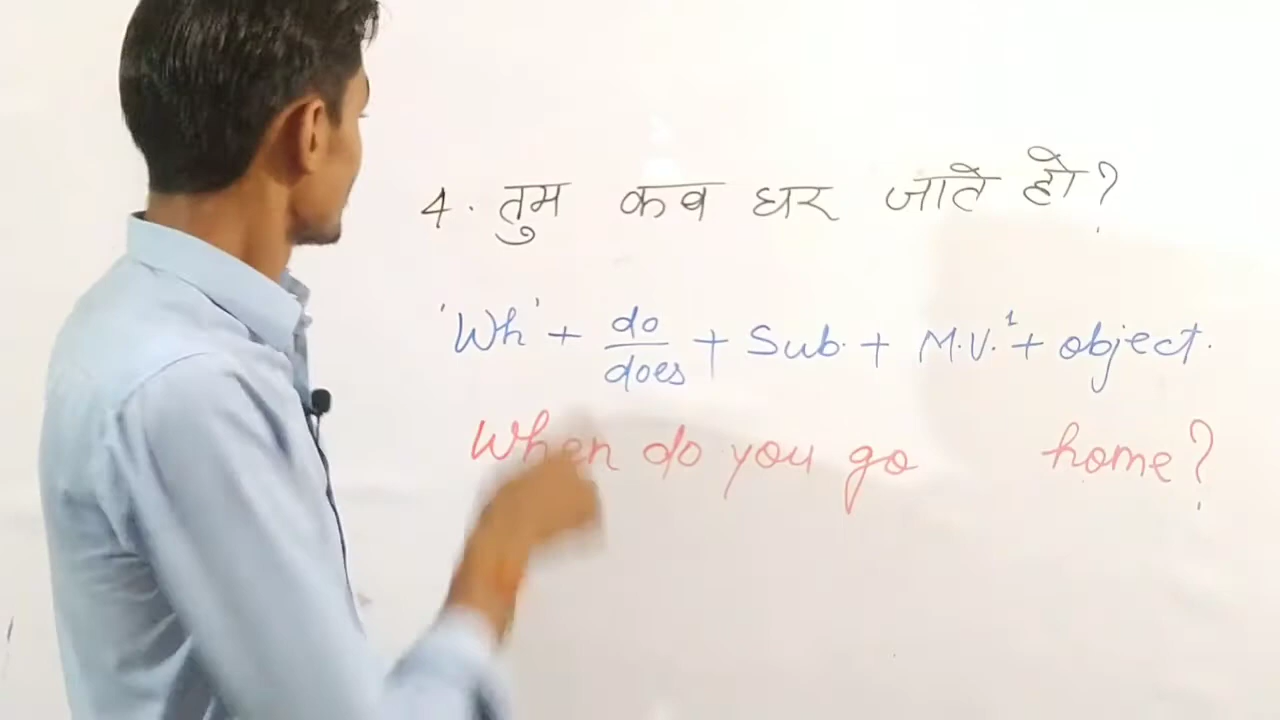 4. तुम कब घर जाते हो?
'Wh' + do/does + Sub. + M.V.¹ + object.
When do you go home?